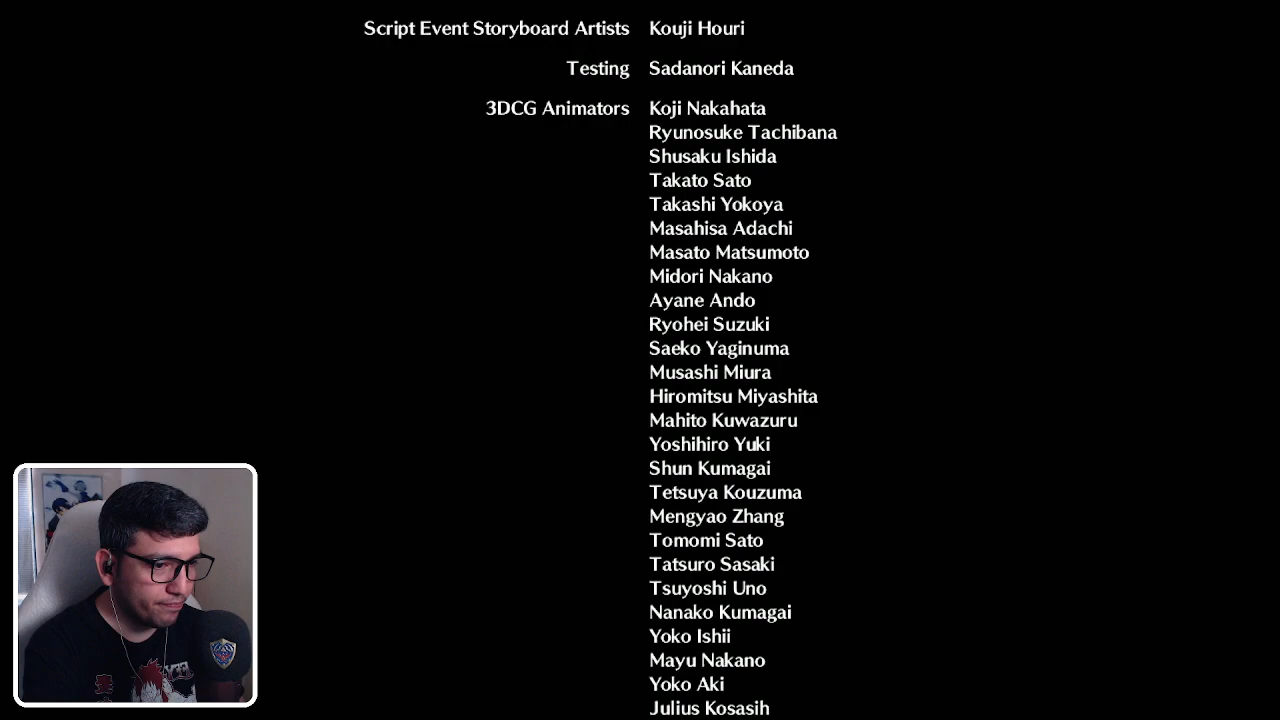 Script Event Storyboard Artists Kouji Houri
Testing Sadanori Kaneda
3DCG Animators Koji Nakahata
Ryunosuke Tachibana
Shusaku Ishida
Takato Sato
Takashi Yokoya
Masahisa Adachi
Masato Matsumoto
Midori Nakano
Ayane Ando
Ryohei Suzuki
Saeko Yaginuma
Musashi Miura
Hiromitsu Miyashita
Mahito Kuwazuru
Yoshihiro Yuki
Shun Kumagai
Tetsuya Kouzuma
Mengyao Zhang
Tomomi Sato
Tatsuro Sasaki
Tsuyoshi Uno
Nanako Kumagai
Yoko Ishii
Mayu Nakano
Yoko Aki
Julius Kosasih